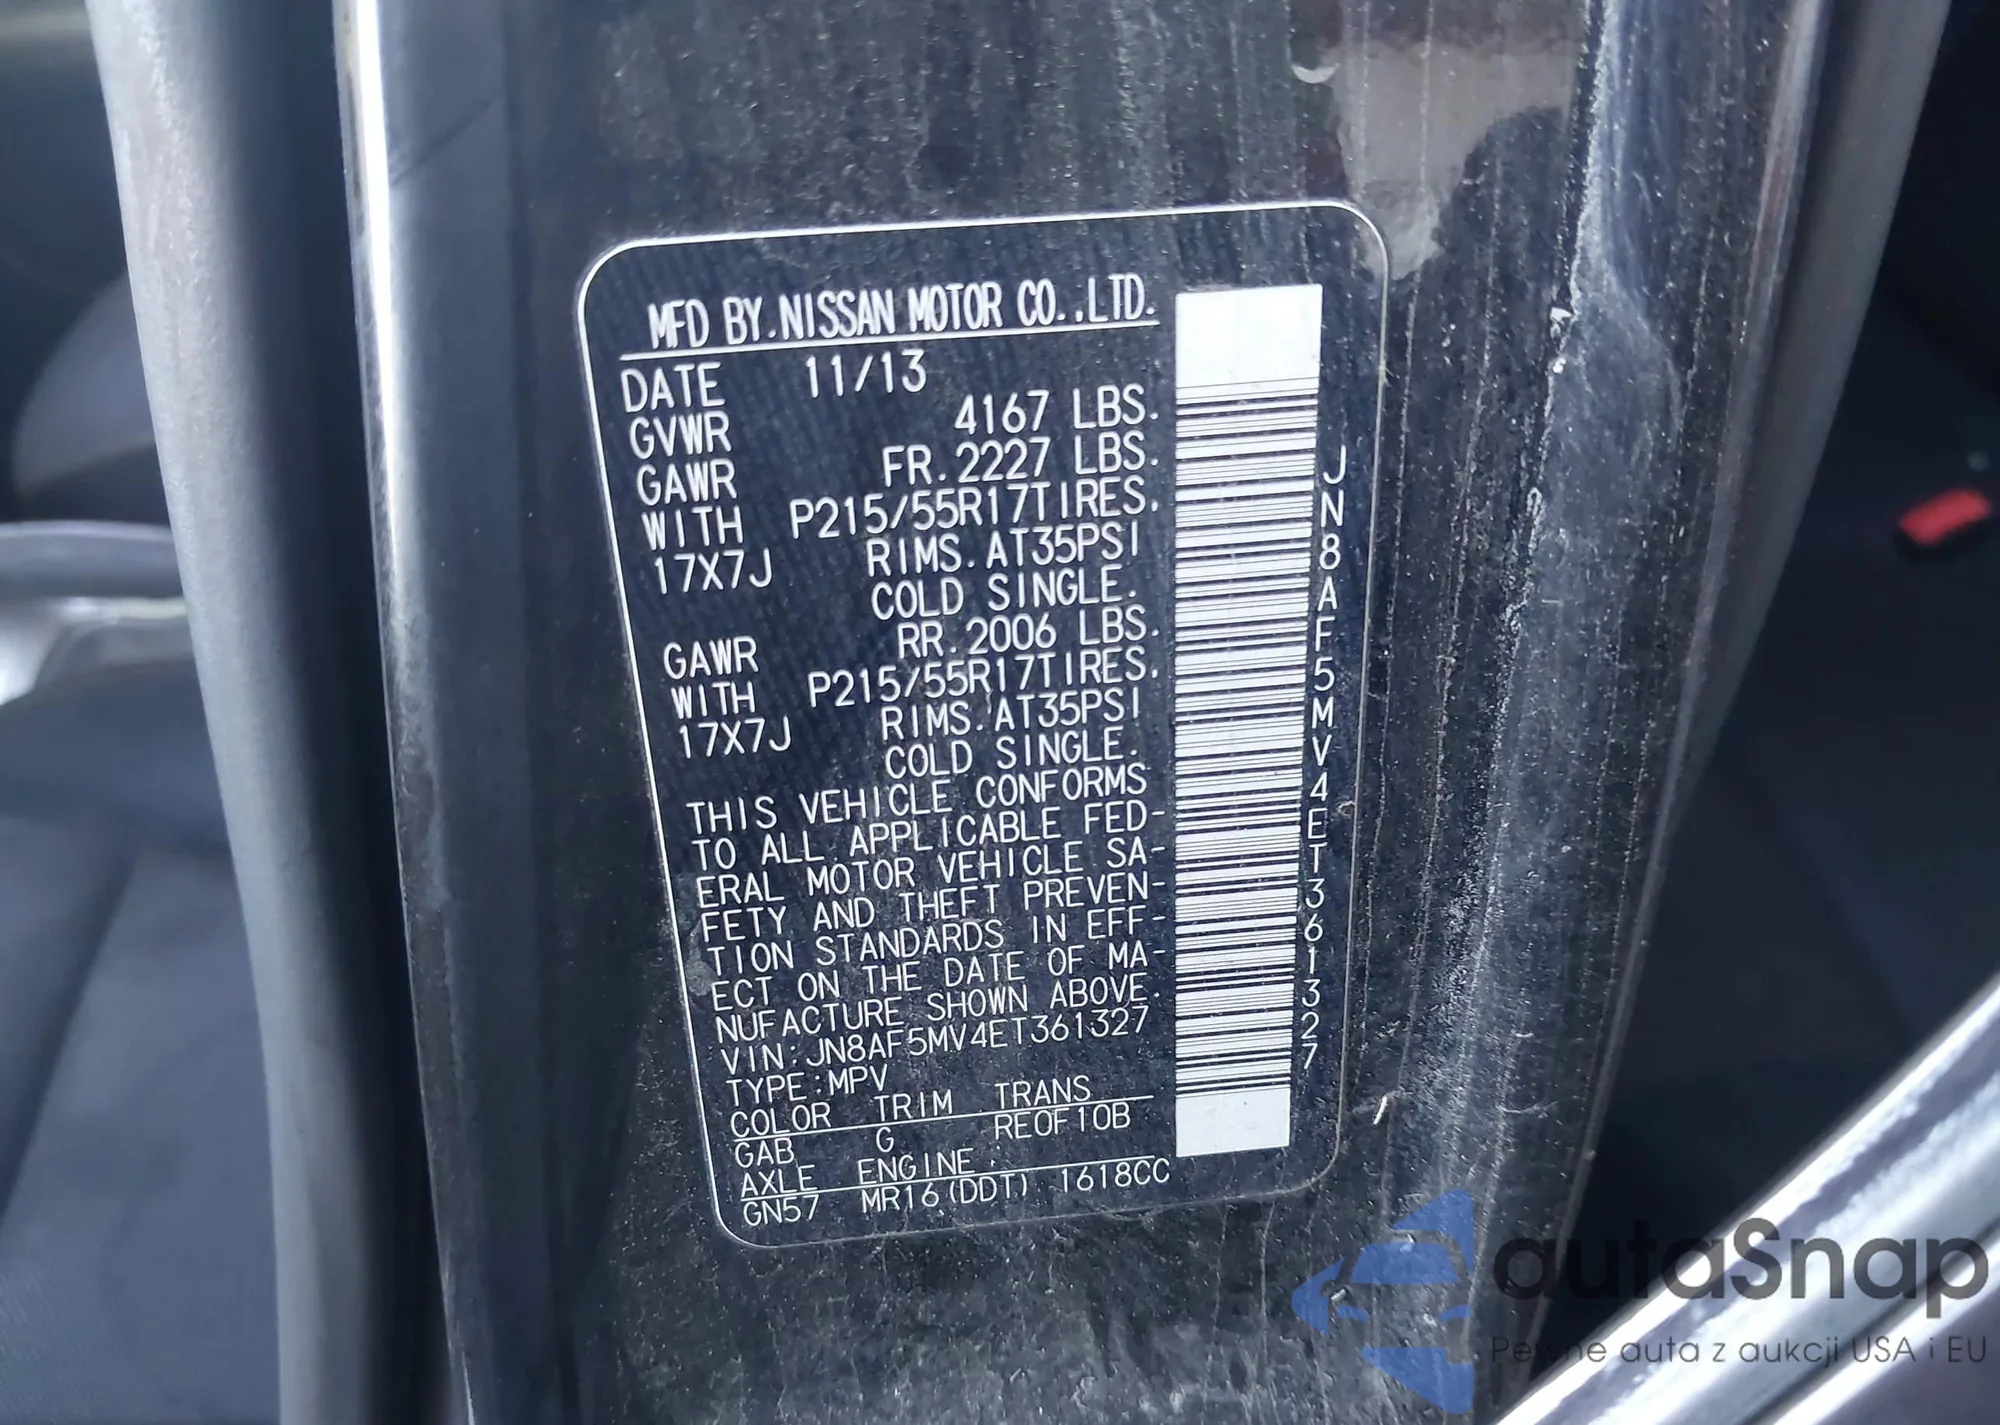 MFD BY.NISSAN MOTOR CO.,LTD.
DATE 11/13
GVWR 4167 LBS.
GAWR FR.2227 LBS.
WITH P215/55R17TIRES.
17X7J RIMS.AT35PSI
COLD SINGLE.
GAWR RR.2006 LBS.
WITH P215/55R17TIRES.
17X7J RIMS.AT35PSI
COLD SINGLE.
THIS VEHICLE CONFORMS
TO ALL APPLICABLE FED-
ERAL MOTOR VEHICLE SA-
FETY AND THEFT PREVEN-
TION STANDARDS IN EFF-
ECT ON THE DATE OF MA-
NUFACTURE SHOWN ABOVE.
VIN:JN8AF5MV4ET361327
TYPE:MPV
COLOR TRIM TRANS
GAB G RE0F10B
AXLE ENGINE
GN57 MR16(DDT) 1618CC
JN8AF5MV4ET361327
autaSnap
Pewne auta z aukcji USA i EU